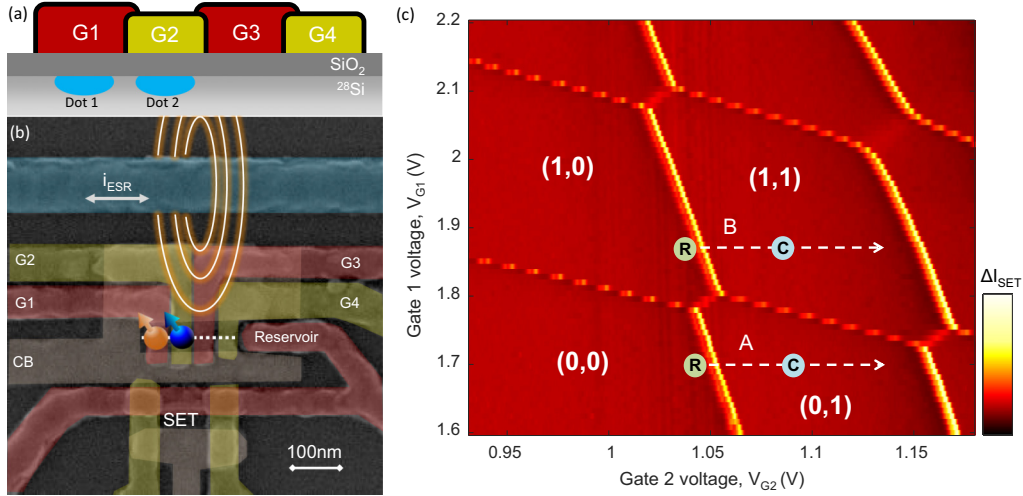 (a)
G1 G2 G3 G4
SiO2
28Si
Dot 1 Dot 2
(b)
iESR
G2 G3
G1 G4
Reservoir
CB
SET
100nm
(c)
2.2
2.1
2
1.9
1.8
1.7
1.6
Gate 1 voltage, VG1 (V)
(1,0) (1,1)
B
R C
A
(0,0) R C
(0,1)
0.95 1 1.05 1.1 1.15
Gate 2 voltage, VG2 (V)
ΔISET